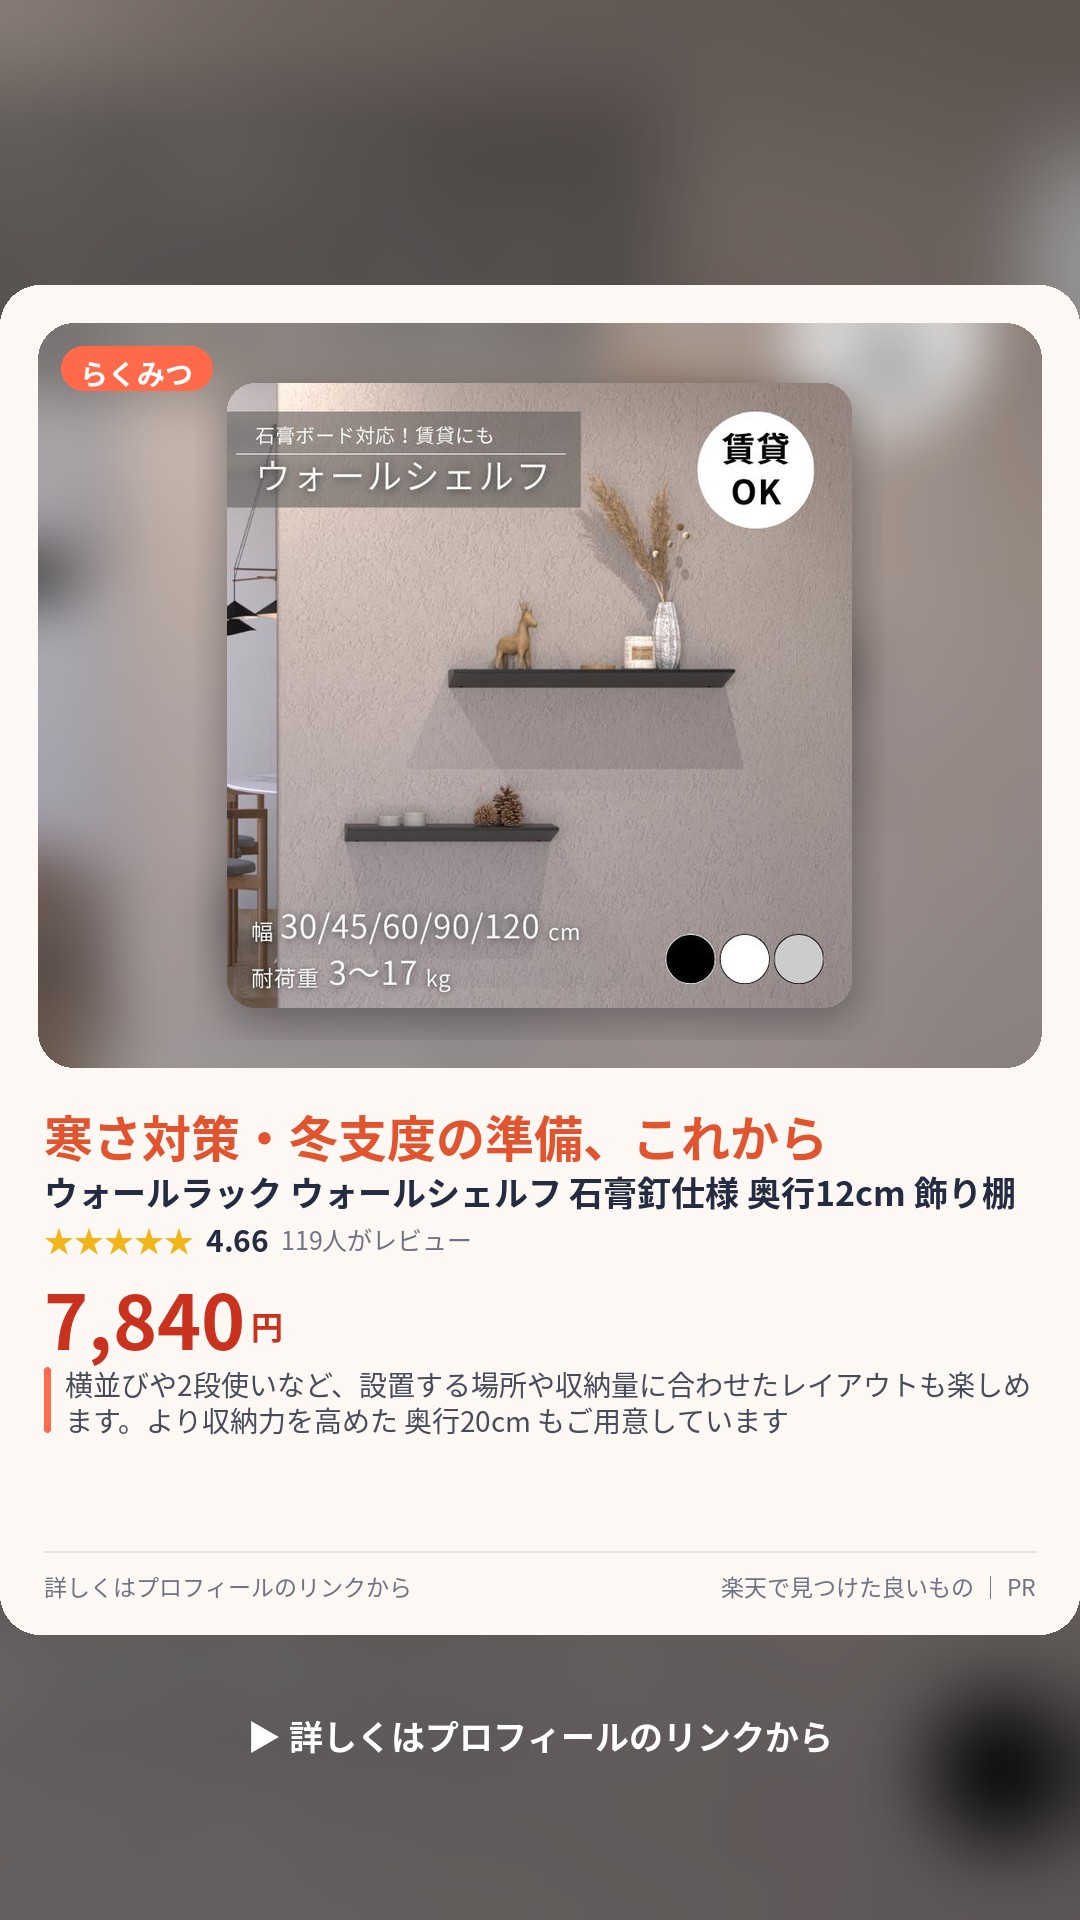 らくみつ
石膏ボード対応！賃貸にも
ウォールシェルフ
賃貸
OK
幅 30/45/60/90/120 cm
耐荷重 3〜17 kg
寒さ対策・冬支度の準備、これから
ウォールラック ウォールシェルフ 石膏釘仕様 奥行12cm 飾り棚
★★★★★ 4.66 119人がレビュー
7,840円
横並びや2段使いなど、設置する場所や収納量に合わせたレイアウトも楽しめ
ます。より収納力を高めた 奥行20cm もご用意しています
詳しくはプロフィールのリンクから
楽天で見つけた良いもの｜PR
▶ 詳しくはプロフィールのリンクから